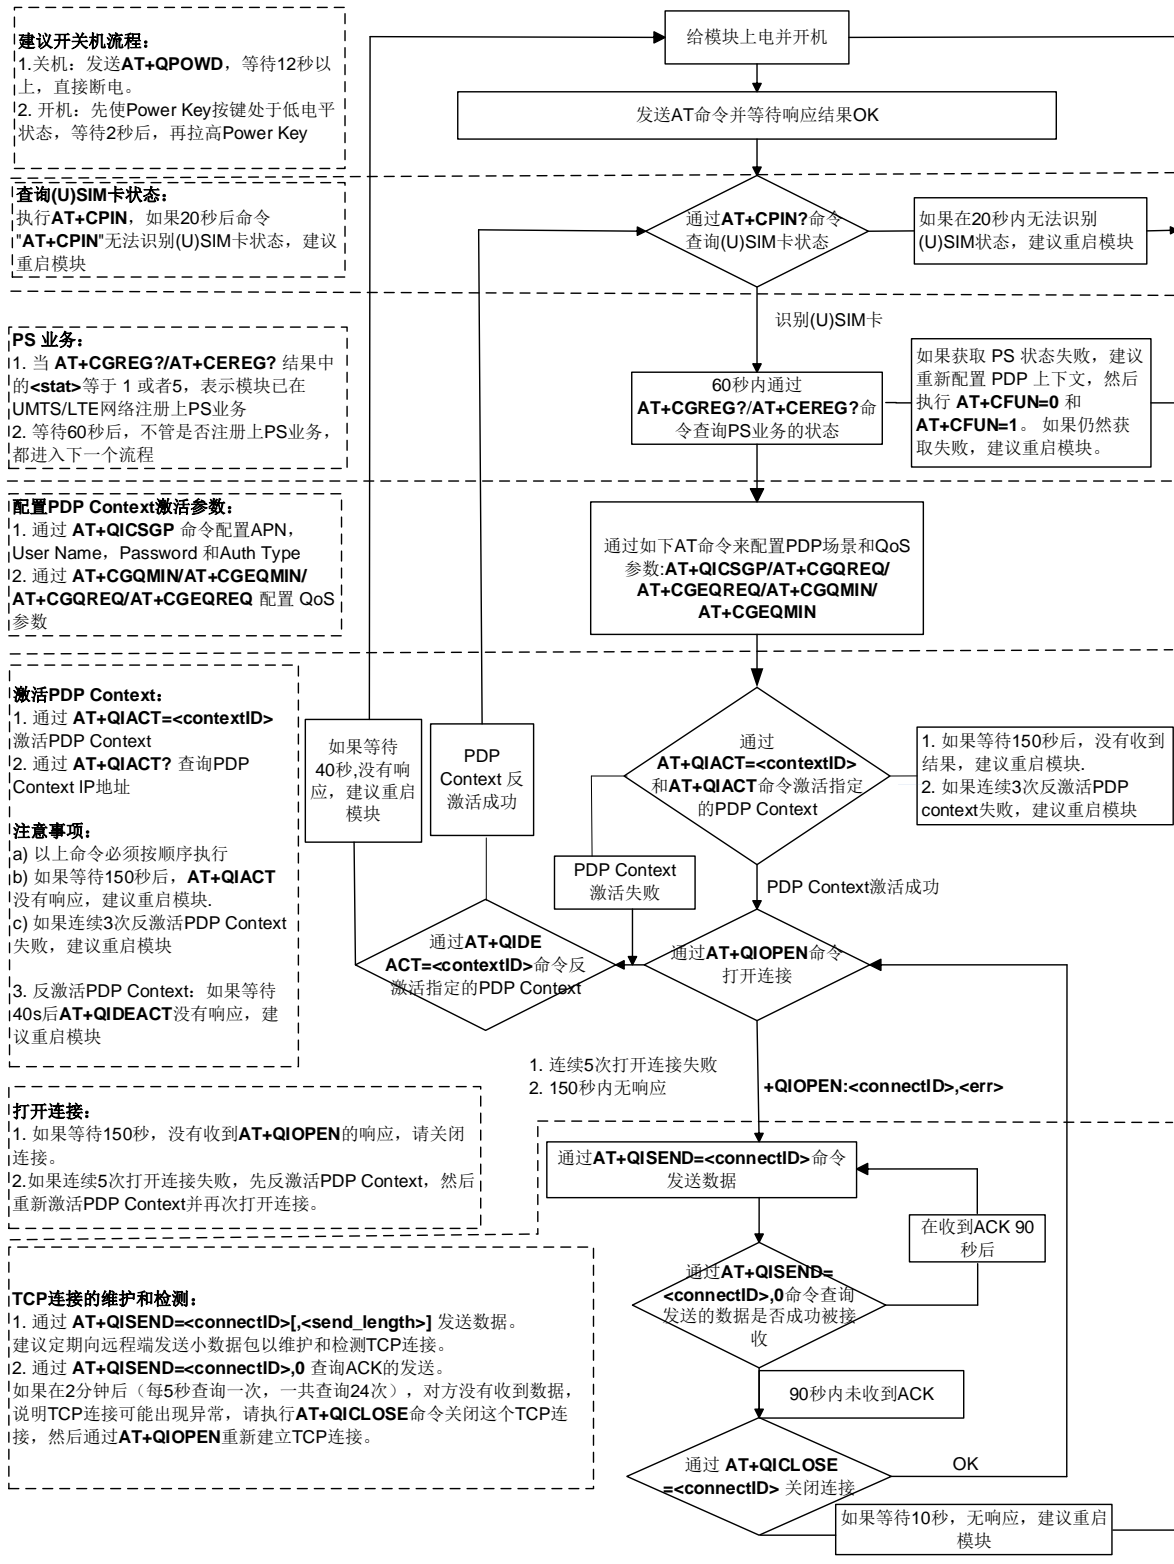 建议开关机流程：
1.关机：发送AT+QPOWD，等待12秒以
上，直接断电。
2. 开机：先使Power Key按键处于低电平
状态，等待2秒后，再拉高Power Key
给模块上电并开机
发送AT命令并等待响应结果OK
查询(U)SIM卡状态：
执行AT+CPIN，如果20秒后命令
"AT+CPIN"无法识别(U)SIM卡状态，建议
重启模块
通过AT+CPIN?命令
查询(U)SIM卡状态
如果在20秒内无法识别
(U)SIM状态，建议重启模块
识别(U)SIM卡
PS 业务：
1. 当 AT+CGREG?/AT+CEREG? 结果中
的<stat>等于 1 或者5，表示模块已在
UMTS/LTE网络注册上PS业务
2. 等待60秒后，不管是否注册上PS业务，
都进入下一个流程
60秒内通过
AT+CGREG?/AT+CEREG?命
令查询PS业务的状态
如果获取 PS 状态失败，建议
重新配置 PDP 上下文，然后
执行 AT+CFUN=0 和
AT+CFUN=1。 如果仍然获
取失败，建议重启模块。
配置PDP Context激活参数：
1. 通过 AT+QICSGP 命令配置APN，
User Name，Password 和Auth Type
2. 通过 AT+CGQMIN/AT+CGEQMIN/
AT+CGQREQ/AT+CGEQREQ 配置 QoS
参数
通过如下AT命令来配置PDP场景和QoS
参数:AT+QICSGP/AT+CGQREQ/
AT+CGEQREQ/AT+CGQMIN/
AT+CGEQMIN
激活PDP Context：
1. 通过 AT+QIACT=<contextID>
激活PDP Context
2. 通过 AT+QIACT? 查询PDP
Context IP地址
注意事项：
a) 以上命令必须按顺序执行
b) 如果等待150秒后，AT+QIACT
没有响应，建议重启模块.
c) 如果连续3次反激活PDP Context
失败，建议重启模块
3. 反激活PDP Context：如果等待
40s后AT+QIDEACT没有响应，建
议重启模块
如果等待
40秒,没有响
应，建议重启
模块
PDP
Context 反
激活成功
通过
AT+QIACT=<contextID>
和AT+QIACT命令激活指定
的PDP Context
1. 如果等待150秒后，没有收到
结果，建议重启模块.
2. 如果连续3次反激活PDP
context失败，建议重启模块
PDP Context
激活失败
PDP Context激活成功
通过AT+QIDE
ACT=<contextID>命令反
激活指定的PDP Context
通过AT+QIOPEN命令
打开连接
1. 连续5次打开连接失败
2. 150秒内无响应
+QIOPEN:<connectID>,<err>
打开连接：
1. 如果等待150秒，没有收到AT+QIOPEN的响应，请关闭
连接。
2.如果连续5次打开连接失败，先反激活PDP Context，然后
重新激活PDP Context并再次打开连接。
通过AT+QISEND=<connectID>命令
发送数据
在收到ACK 90
秒后
通过AT+QISEND=
<connectID>,0命令查询
发送的数据是否成功被接
收
TCP连接的维护和检测：
1. 通过 AT+QISEND=<connectID>[,<send_length>] 发送数据。
建议定期向远程端发送小数据包以维护和检测TCP连接。
2. 通过 AT+QISEND=<connectID>,0 查询ACK的发送。
如果在2分钟后（每5秒查询一次，一共查询24次），对方没有收到数据，
说明TCP连接可能出现异常，请执行AT+QICLOSE命令关闭这个TCP连
接，然后通过AT+QIOPEN重新建立TCP连接。
90秒内未收到ACK
通过 AT+QICLOSE
=<connectID> 关闭连接
OK
如果等待10秒，无响应，建议重启
模块